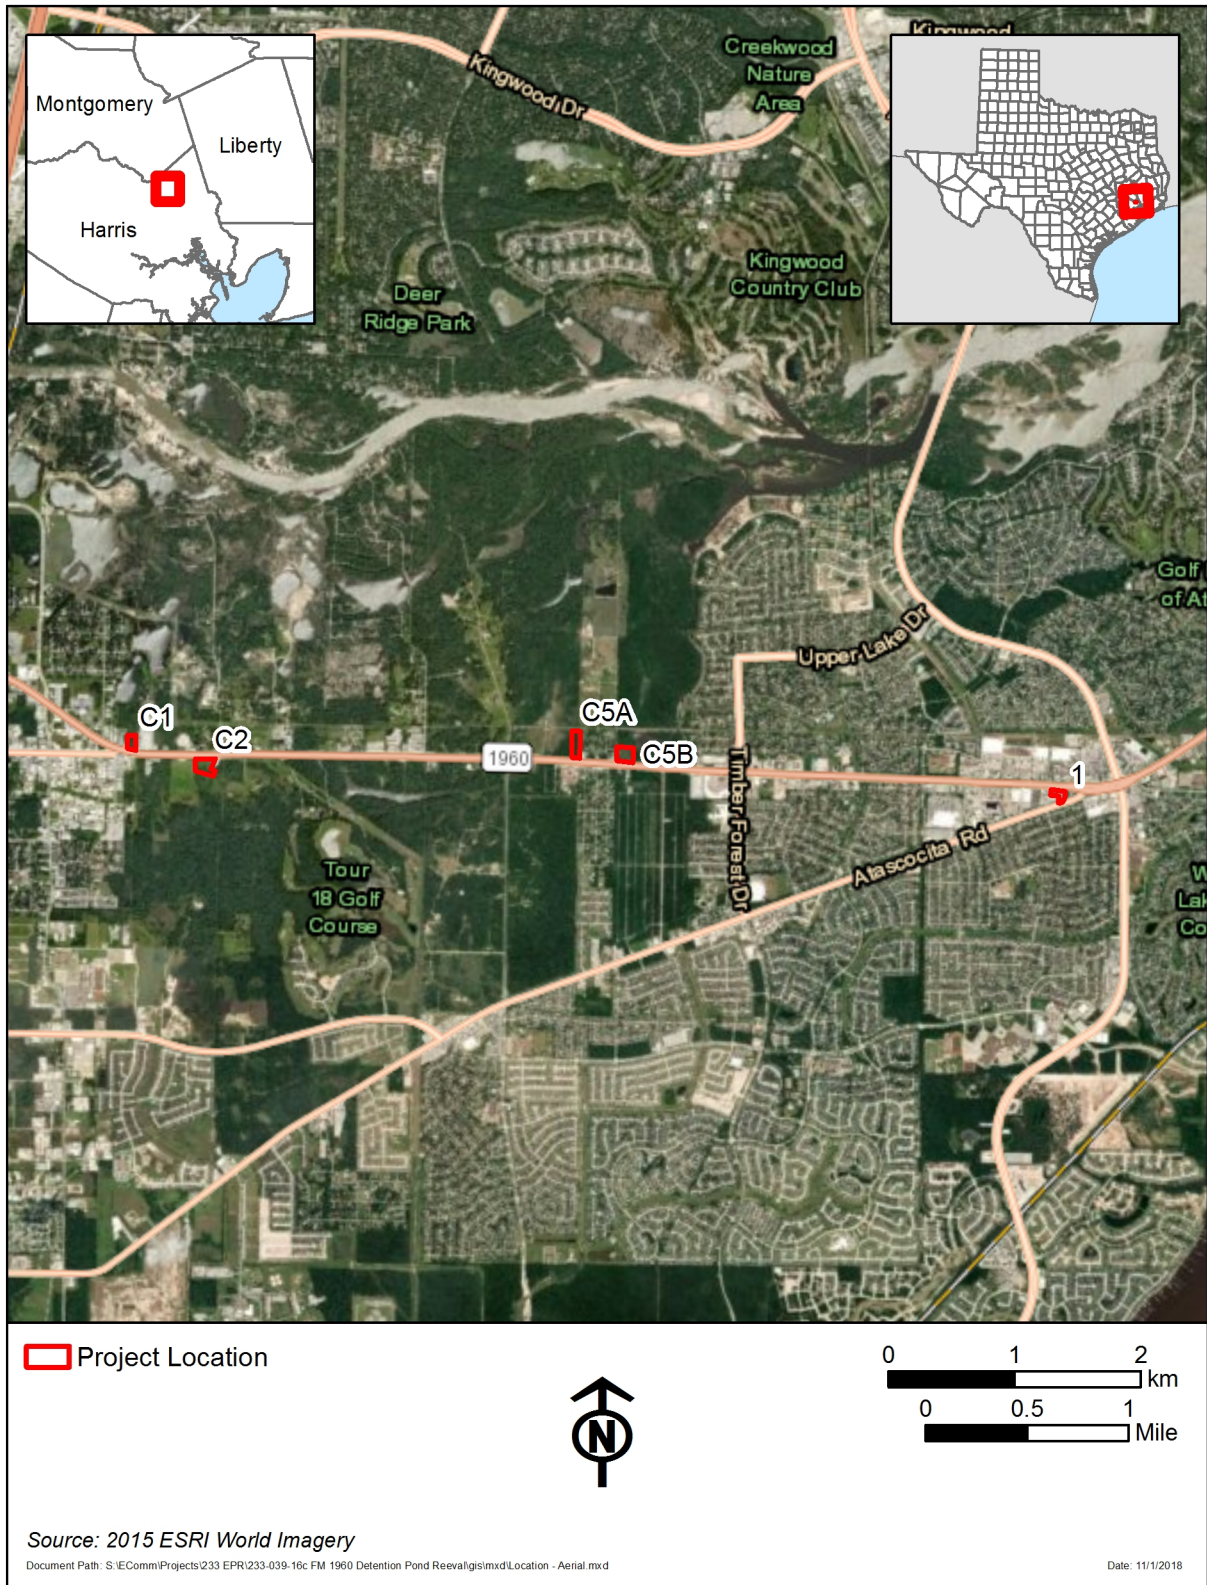 Montgomery
Liberty
Harris
Kingwood Dr
Creekwood
Nature
Area
Kingwood
Deer
Ridge Park
Kingwood
Country Club
Golf
of At
Upper Lake Dr
C1
C2
1960
C5A
C5B
Timber Forest Dr
1
Atascocita Rd
Tour
18 Golf
Course
W
Lak
Co
Project Location
N
0 1 2
km
0 0.5 1
Mile
Source: 2015 ESRI World Imagery
Document Path: S:\EComm\Projects\233 EPR\233-039-16c FM 1960 Detention Pond Reeval\gis\mxd\Location - Aerial.mxd
Date: 11/1/2018